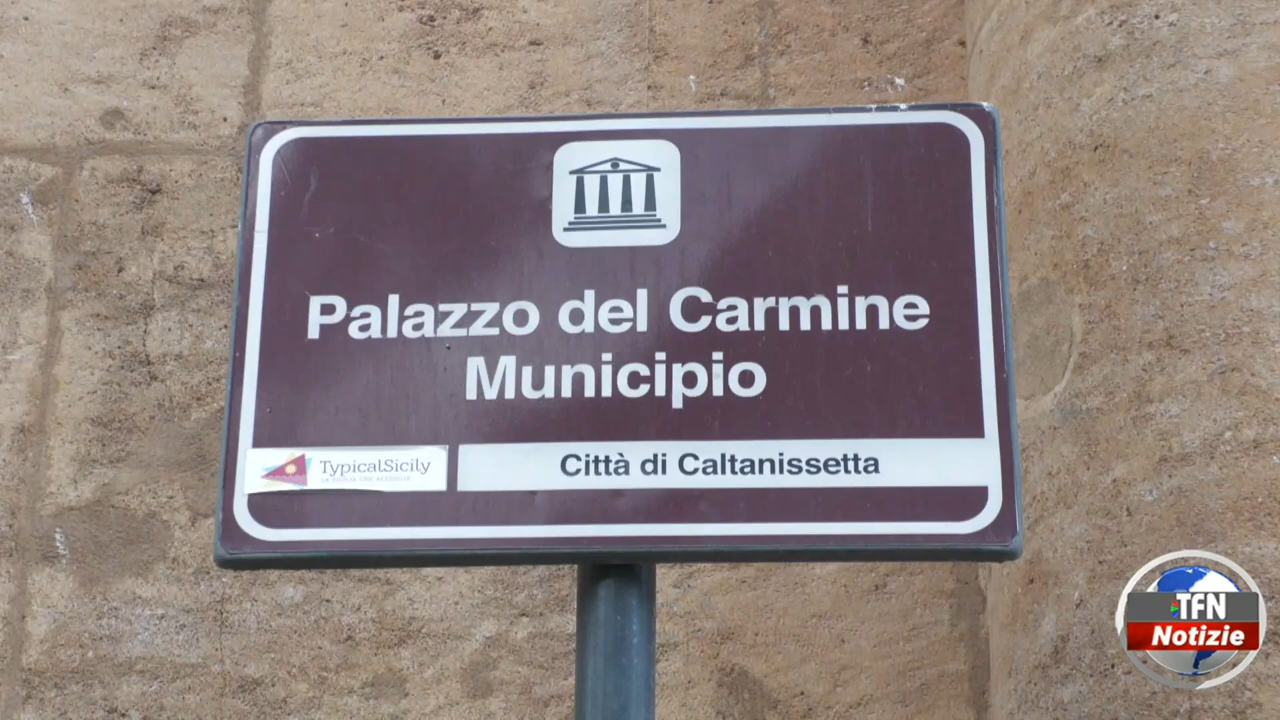 Palazzo del Carmine
Municipio
TypicalSicily
Città di Caltanissetta
TFN
Notizie